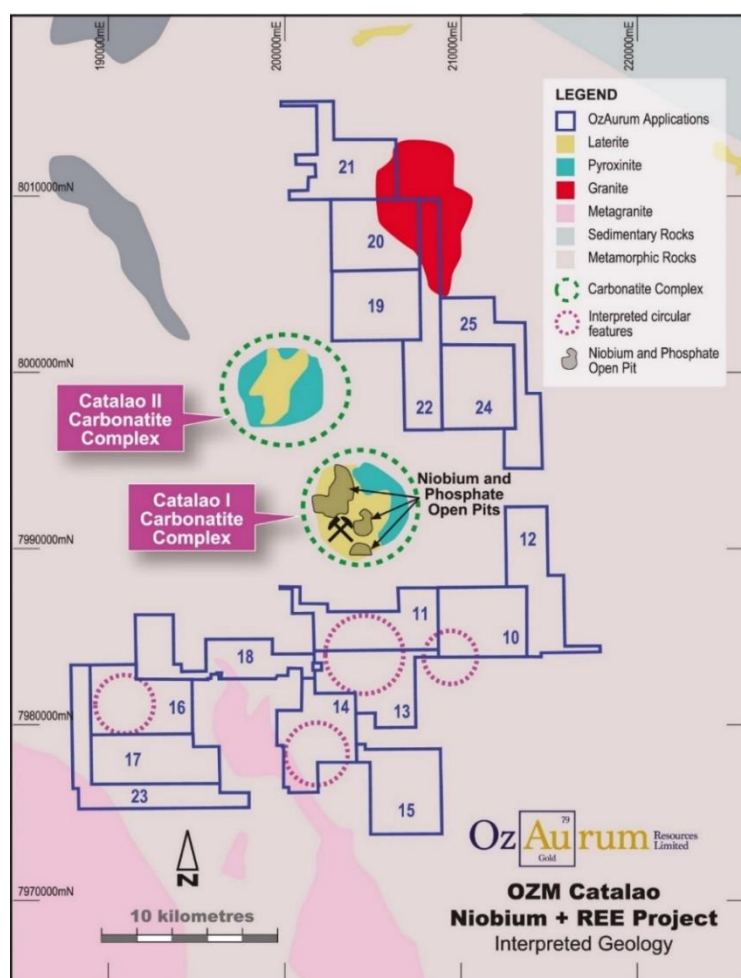 190000mE
200000mE
210000mE
220000mE
8010000mN
8000000mN
7990000mN
7980000mN
7970000mN
LEGEND
OzAurum Applications
Laterite
Pyroxinite
Granite
Metagranite
Sedimentary Rocks
Metamorphic Rocks
Carbonatite Complex
Interpreted circular
features
Niobium and Phosphate
Open Pit
21
20
19
25
22
24
Catalao II
Carbonatite
Complex
Catalao I
Carbonatite
Complex
Niobium and
Phosphate
Open Pits
12
11
10
18
16
14
13
17
23
15
N
10 kilometres
79
OzAurum Resources
Limited
Gold
OZM Catalao
Niobium + REE Project
Interpreted Geology